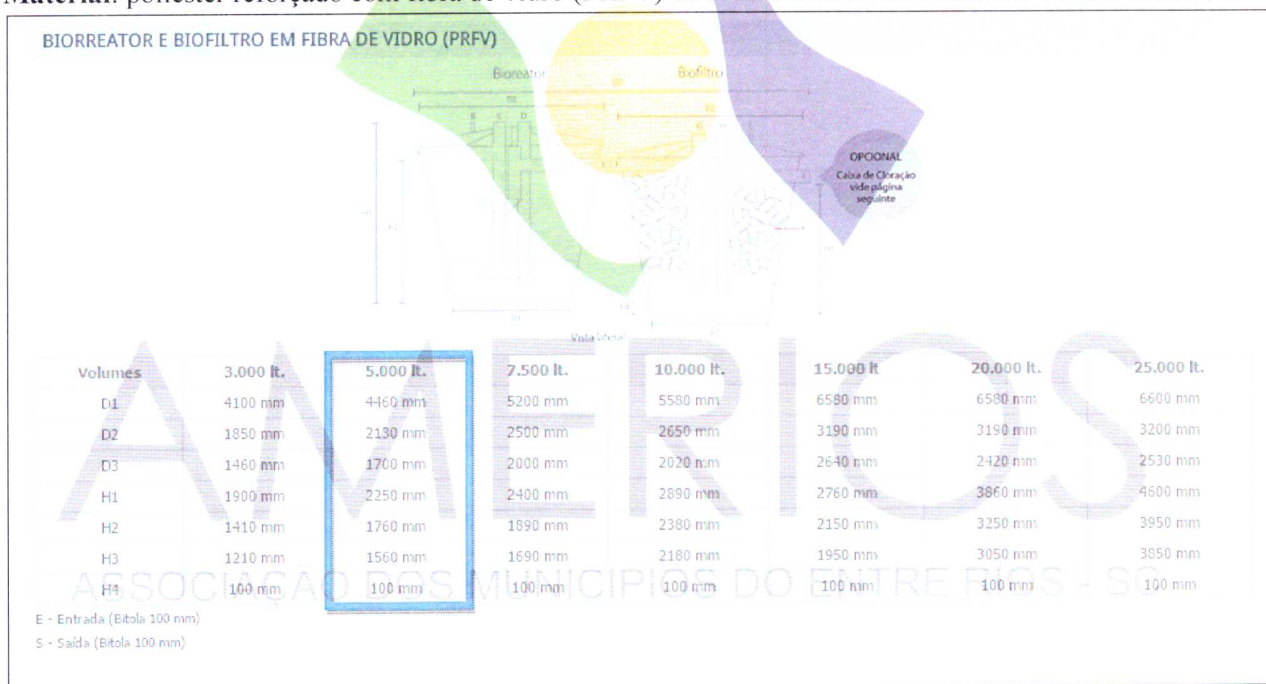 Material: poliéster reforçado com fibra de vidro
BIORREATOR E BIOFILTRO EM FIBRA DE VIDRO (PRFV)
Bioreator Biofiltro
B C D
OPCIONAL
Caixa de Cloração
vide página
seguinte
Vista Lateral
Volumes 3.000 lt. 5.000 lt. 7.500 lt. 10.000 lt. 15.000 lt 20.000 lt. 25.000 lt.
D1 4100 mm 4460 mm 5200 mm 5580 mm 6580 mm 6580 mm 6600 mm
D2 1850 mm 2130 mm 2500 mm 2650 mm 3190 mm 3190 mm 3200 mm
D3 1460 mm 1700 mm 2000 mm 2020 mm 2640 mm 2420 mm 2530 mm
H1 1900 mm 2250 mm 2400 mm 2890 mm 2760 mm 3860 mm 4600 mm
H2 1410 mm 1760 mm 1890 mm 2380 mm 2150 mm 3250 mm 3950 mm
H3 1210 mm 1560 mm 1690 mm 2180 mm 1950 mm 3050 mm 3850 mm
H4 100 mm 100 mm 100 mm 100 mm 100 mm 100 mm 100 mm
AMERIOS
ASSOCIAÇÃO DOS MUNICÍPIOS DO ENTRE RIOS - SC
E - Entrada (Bitola 100 mm)
S - Saída (Bitola 100 mm)